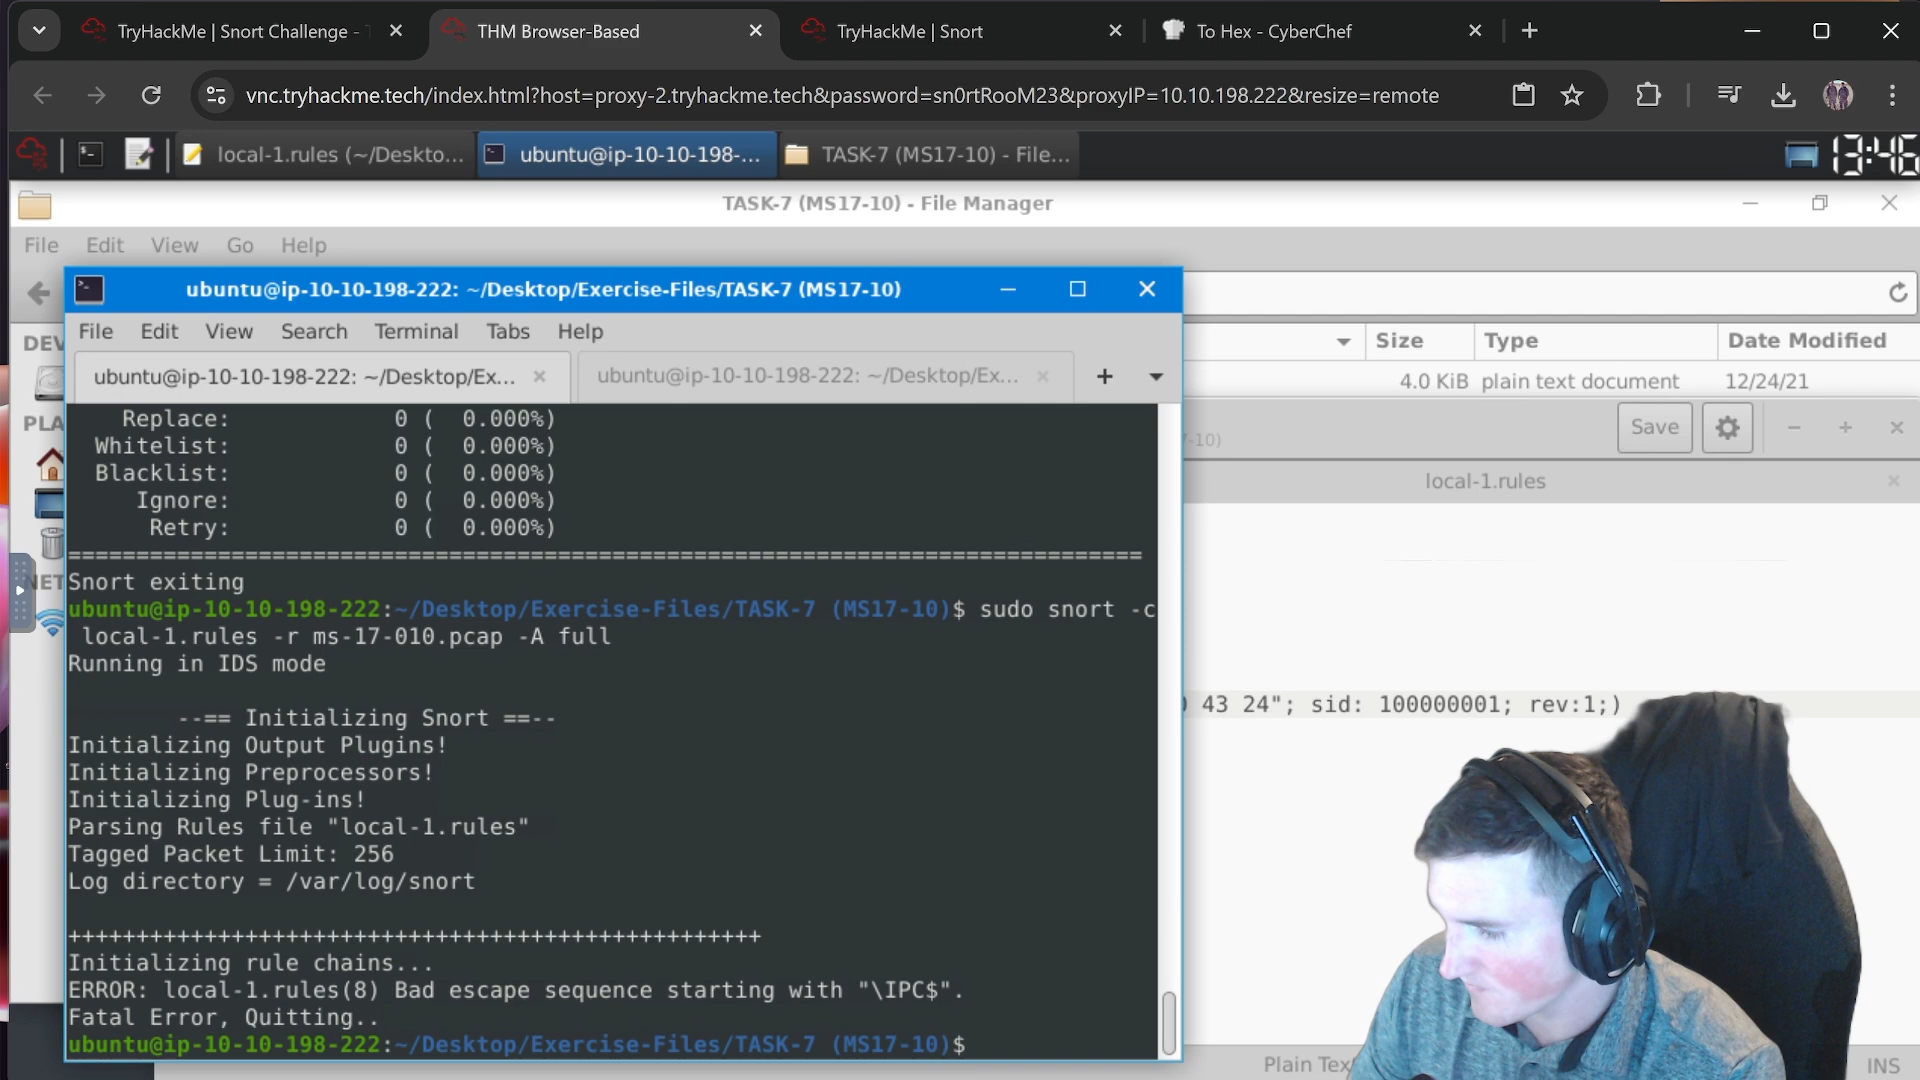 TryHackMe | Snort Challenge -
THM Browser-Based
TryHackMe | Snort
To Hex - CyberChef
vnc.tryhackme.tech/index.html?host=proxy-2.tryhackme.tech&password=sn0rtRooM23&proxyIP=10.10.198.222&resize=remote
local-1.rules (~/Deskto...
ubuntu@ip-10-10-198-...
TASK-7 (MS17-10) - File...
13:46
TASK-7 (MS17-10) - File Manager
File Edit View Go Help
DEV
PLA
NET
Size Type Date Modified
4.0 KiB plain text document 12/24/21
-10)
Save
local-1.rules
43 24"; sid: 100000001; rev:1;)
INS
ubuntu@ip-10-10-198-222: ~/Desktop/Exercise-Files/TASK-7 (MS17-10)
File Edit View Search Terminal Tabs Help
ubuntu@ip-10-10-198-222: ~/Desktop/Ex...
ubuntu@ip-10-10-198-222: ~/Desktop/Ex...
Replace: 0 ( 0.000%)
Whitelist: 0 ( 0.000%)
Blacklist: 0 ( 0.000%)
Ignore: 0 ( 0.000%)
Retry: 0 ( 0.000%)
===============================================================================
Snort exiting
ubuntu@ip-10-10-198-222:~/Desktop/Exercise-Files/TASK-7 (MS17-10)$ sudo snort -c
local-1.rules -r ms-17-010.pcap -A full
Running in IDS mode
--== Initializing Snort ==--
Initializing Output Plugins!
Initializing Preprocessors!
Initializing Plug-ins!
Parsing Rules file "local-1.rules"
Tagged Packet Limit: 256
Log directory = /var/log/snort
+++++++++++++++++++++++++++++++++++++++++++++++++++
Initializing rule chains...
ERROR: local-1.rules(8) Bad escape sequence starting with "\IPC$".
Fatal Error, Quitting..
ubuntu@ip-10-10-198-222:~/Desktop/Exercise-Files/TASK-7 (MS17-10)$